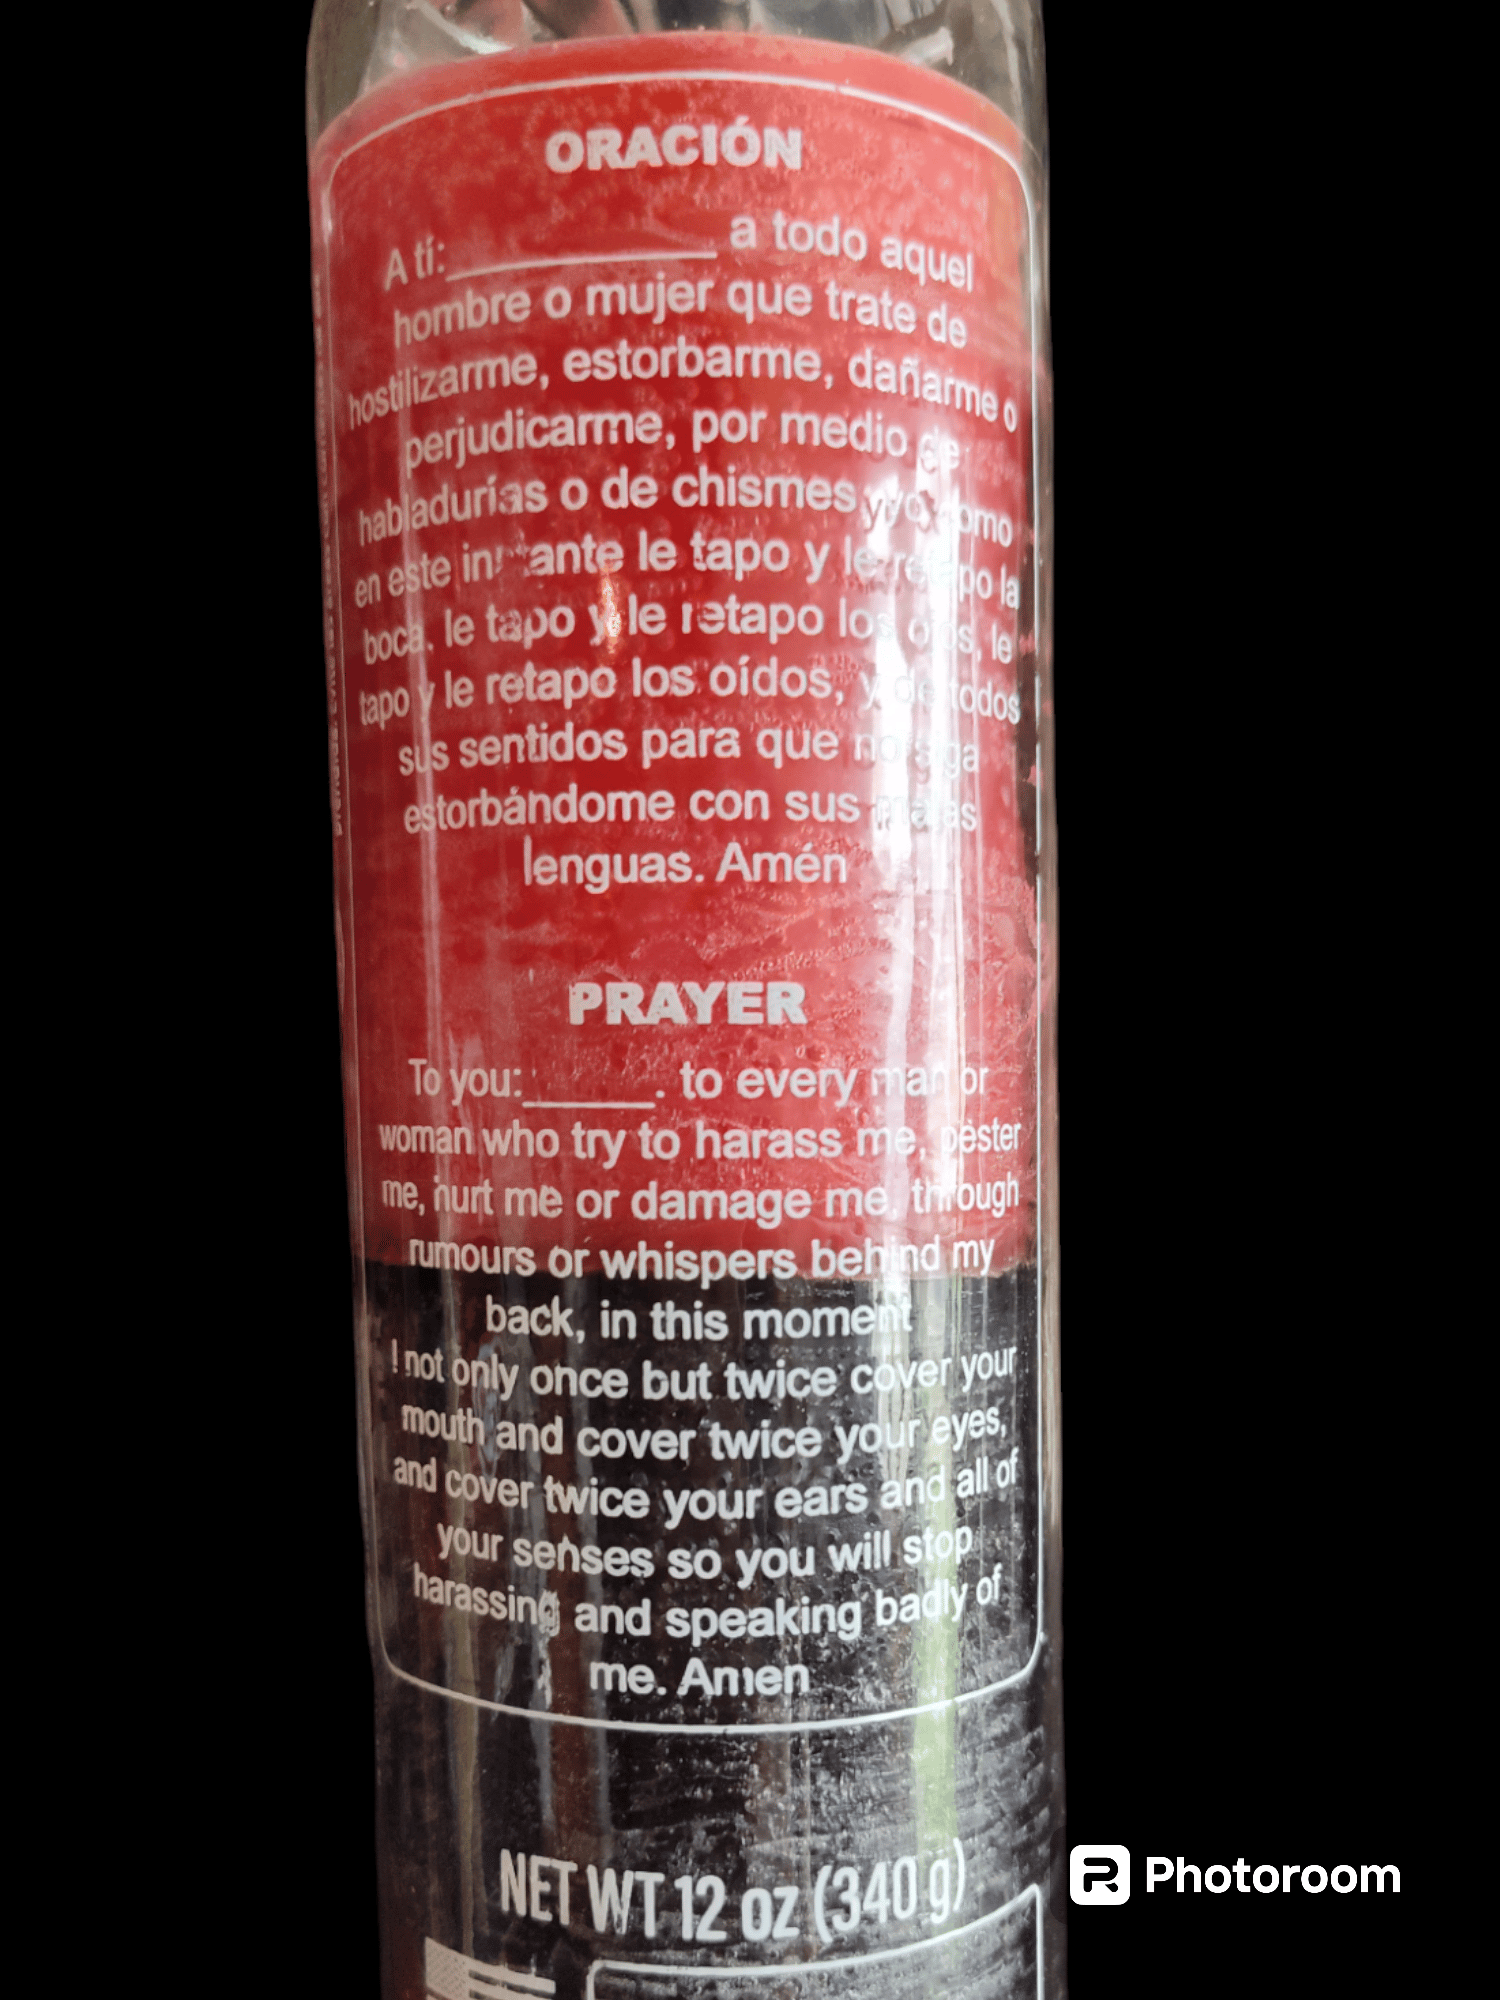 ORACIÓN
A tí:__________ a todo aquel
hombre o mujer que trate de
hostilizarme, estorbarme, dañarme o
perjudicarme, por medio de
habladurías o de chismes yo como
en este instante le tapo y le retapo la
boca, le tapo y le retapo los ojos, le
tapo y le retapo los oídos, y de todos
sus sentidos para que no siga
estorbándome con sus malas
lenguas. Amén
PRAYER
To you:______. to every man or
woman who try to harass me, pester
me, hurt me or damage me, through
rumours or whispers behind my
back, in this moment
I not only once but twice cover your
mouth and cover twice your eyes,
and cover twice your ears and all of
your senses so you will stop
harassing and speaking badly of
me. Amen
NET WT 12 oz (340 g)
Photoroom